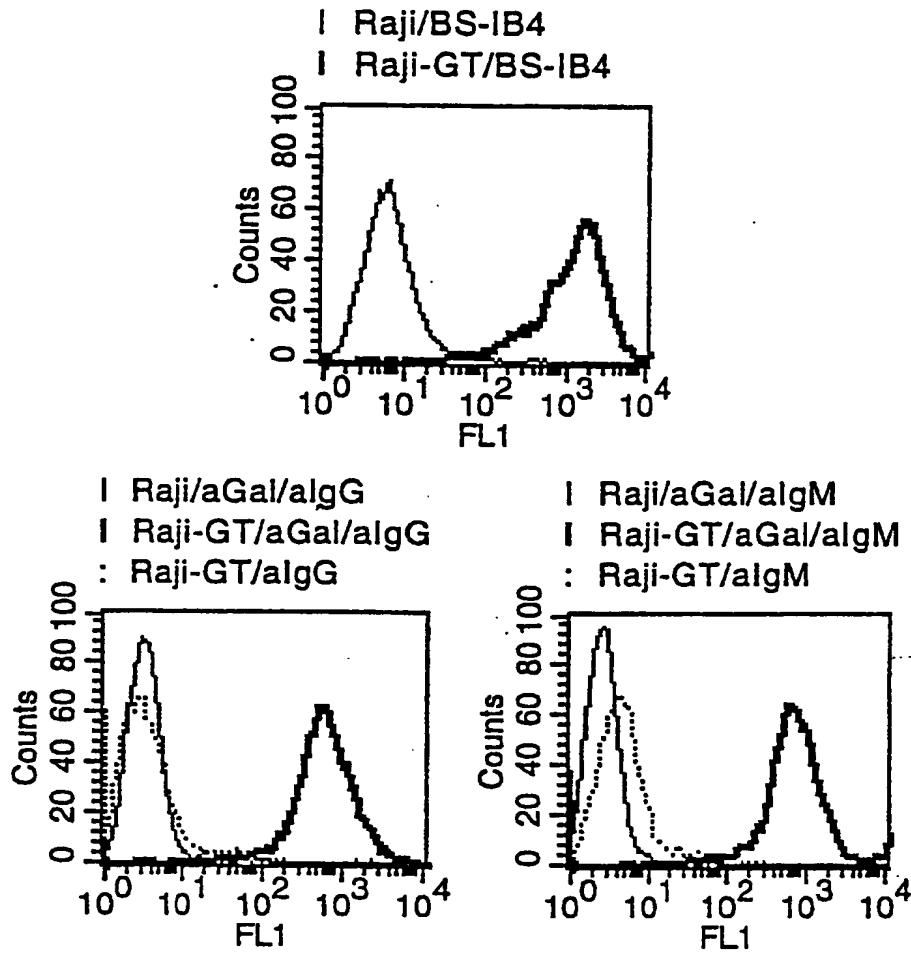 Raji/BS-IB4
Raji-GT/BS-IB4
Counts
100
80
60
40
20
0
10^0 10^1 10^2 10^3 10^4
FL1
Raji/aGal/aIgG
Raji-GT/aGal/aIgG
Raji-GT/aIgG
Counts
100
80
60
40
20
0
10^0 10^1 10^2 10^3 10^4
FL1
Raji/aGal/aIgM
Raji-GT/aGal/aIgM
Raji-GT/aIgM
Counts
100
80
60
40
20
0
10^0 10^1 10^2 10^3 10^4
FL1